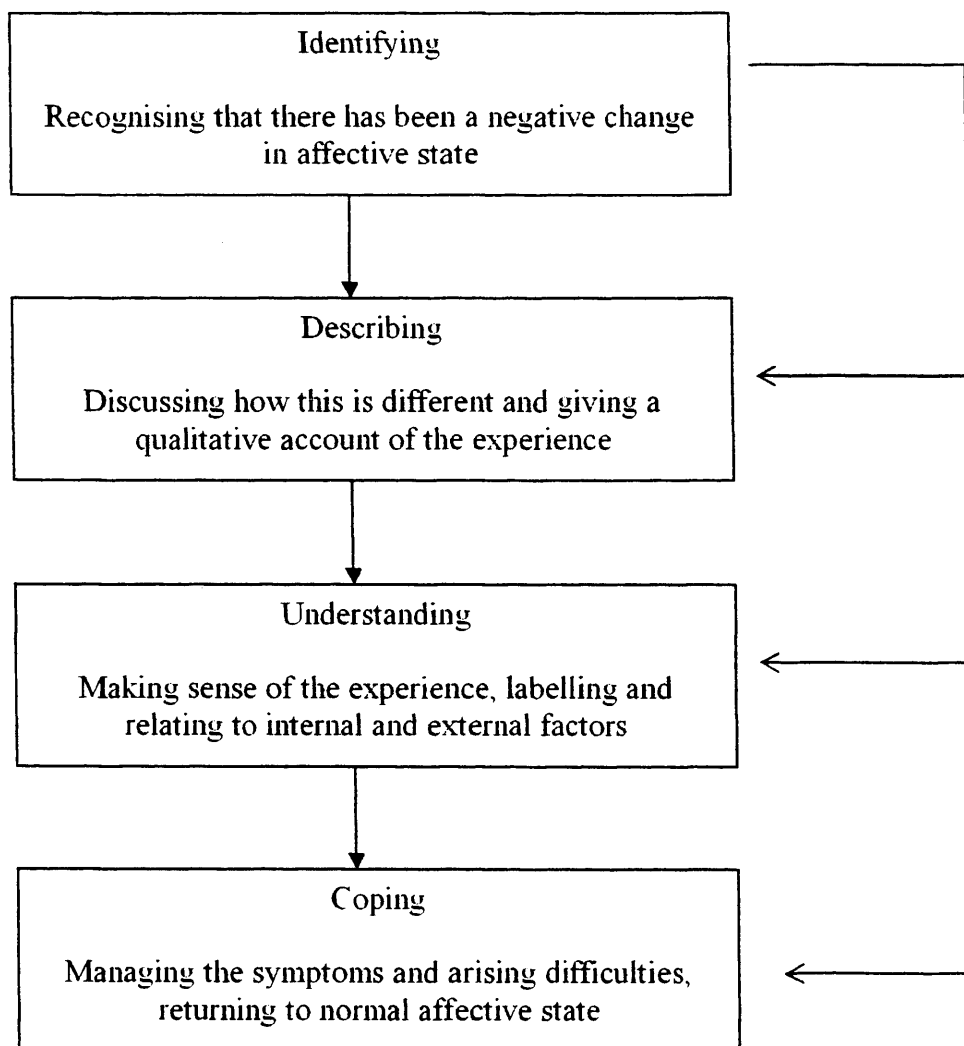 Identifying
Recognising that there has been a negative change
in affective state
Describing
Discussing how this is different and giving a
qualitative account of the experience
Understanding
Making sense of the experience, labelling and
relating to internal and external factors
Coping
Managing the symptoms and arising difficulties,
returning to normal affective state